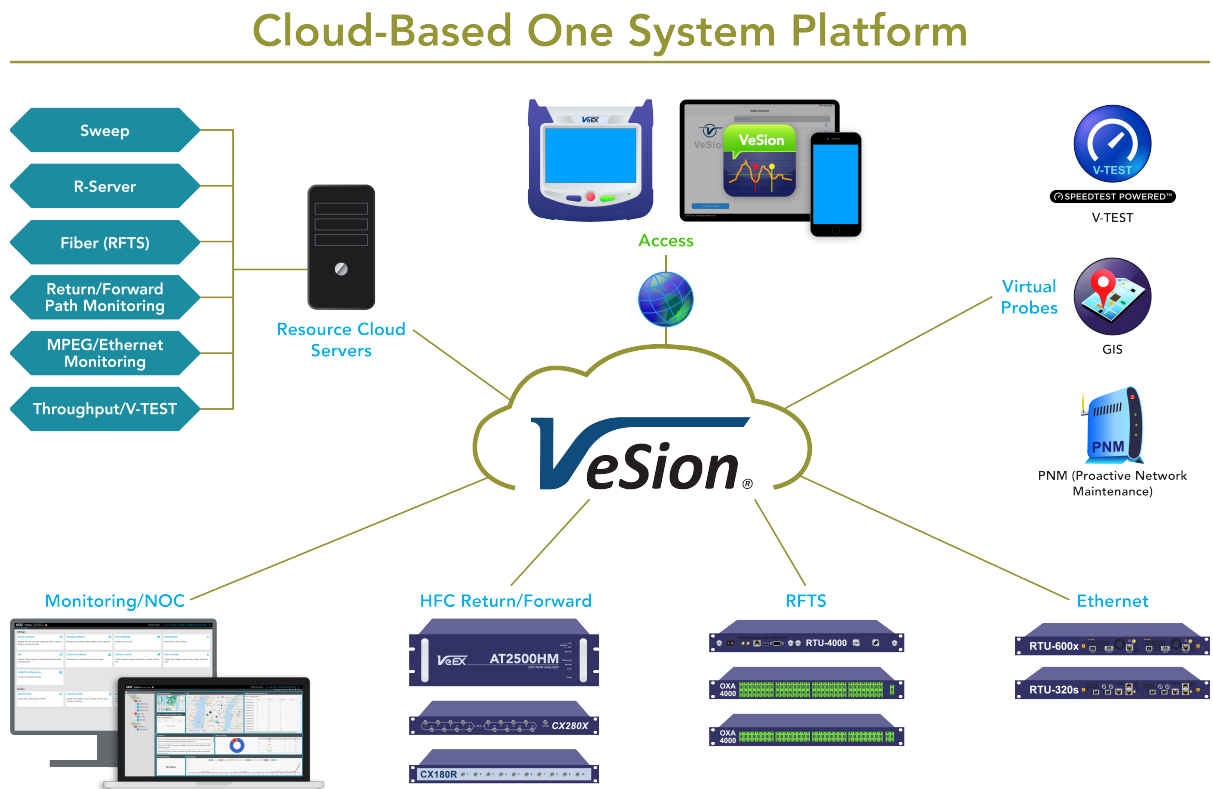 Cloud-Based One System Platform
Sweep
R-Server
Fiber (RFTS)
Return/Forward
Path Monitoring
MPEG/Ethernet
Monitoring
Throughput/V-TEST
Resource Cloud
Servers
VeEX
VeSion
VeSion
Access
V-TEST
SPEEDTEST POWERED™
V-TEST
Virtual
Probes
GIS
PNM
PNM (Proactive Network
Maintenance)
VeSion®
Monitoring/NOC
HFC Return/Forward
VeEX
AT2500HM
CX280X
CX180R
RFTS
RTU-4000
OXA
4000
OXA
4000
Ethernet
RTU-600x
RTU-320s